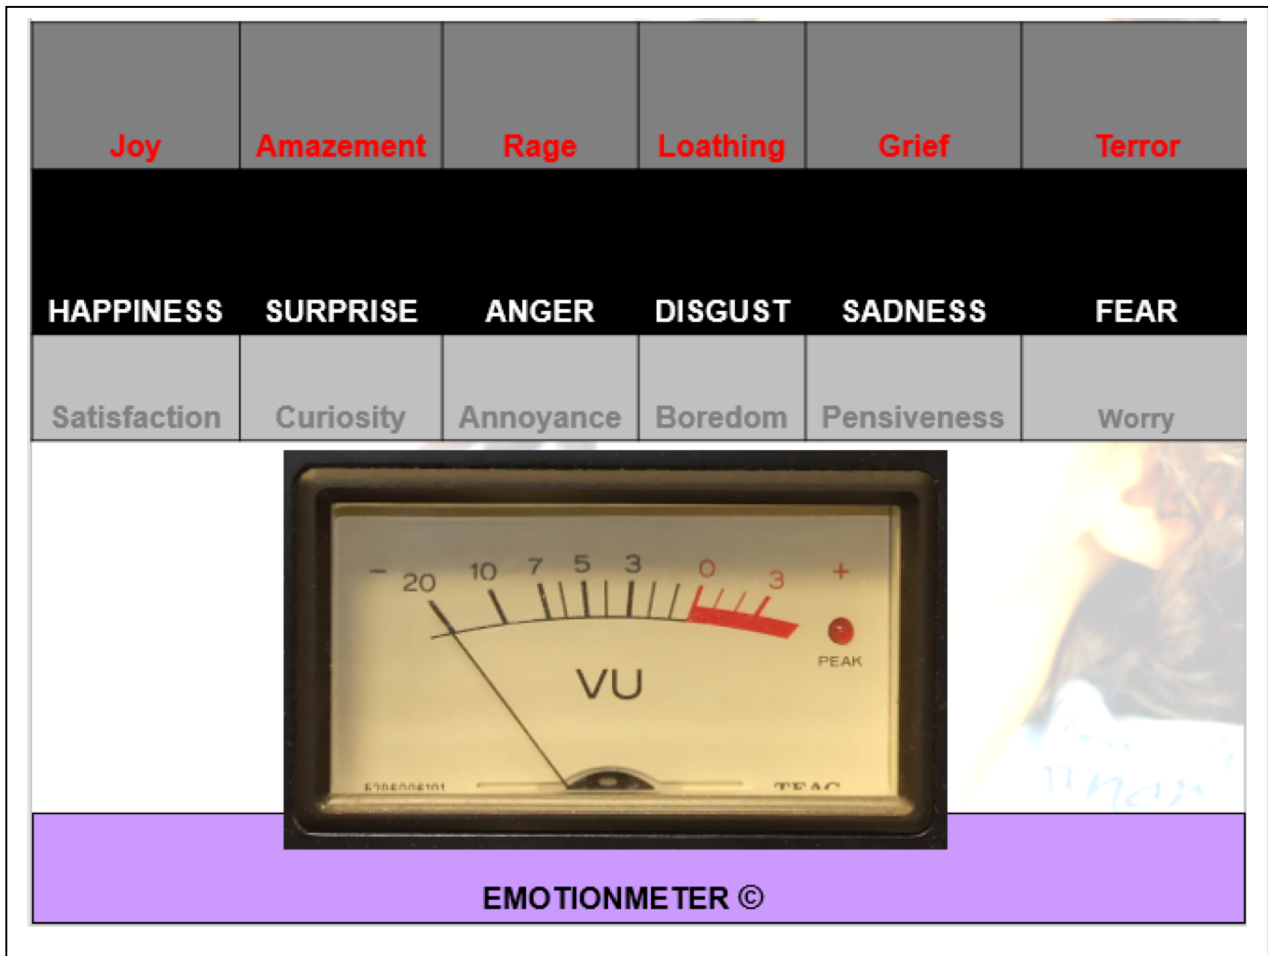 Joy Amazement Rage Loathing Grief Terror
HAPPINESS SURPRISE ANGER DISGUST SADNESS FEAR
Satisfaction Curiosity Annoyance Boredom Pensiveness Worry
- 20 10 7 5 3 0 3 +
PEAK
VU
TEAC
EMOTIONMETER ©